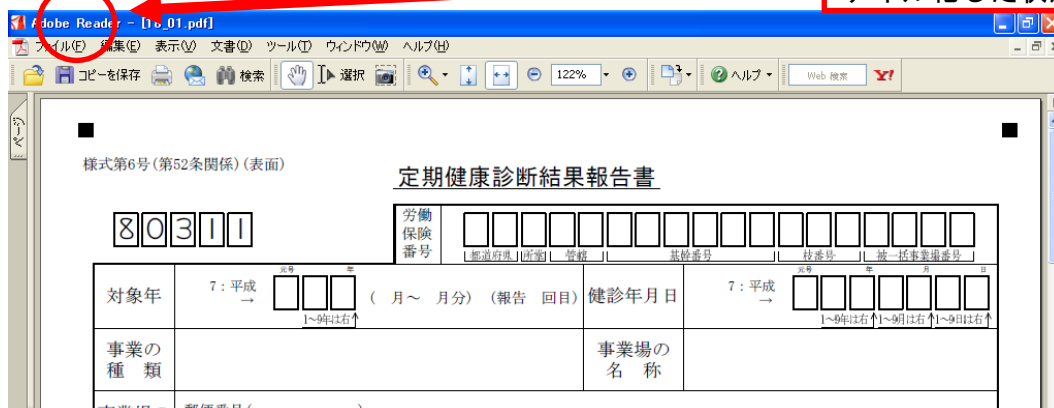 Adobe Reader - [16_01.pdf]
ファイル(F) 編集(E) 表示(V) 文書(D) ツール(T) ウィンドウ(W) ヘルプ(H)
コピーを保存 検索 選択 122% ヘルプ Web 検索 Y!
ページ
様式第6号(第52条関係)(表面)
定期健康診断結果報告書
80311
労働
保険
番号
都道府県 所掌 管轄 基幹番号 枝番号 被一括事業場番号
対象年
7:平成
→
元号 年
1~9年は右↑
( 月~ 月分) (報告 回目)
健診年月日
7:平成
→
元号 年 月 日
1~9年は右↑1~9月は右↑1~9日は右↑
事業の
種 類
事業場の
名 称
郵便番号( )